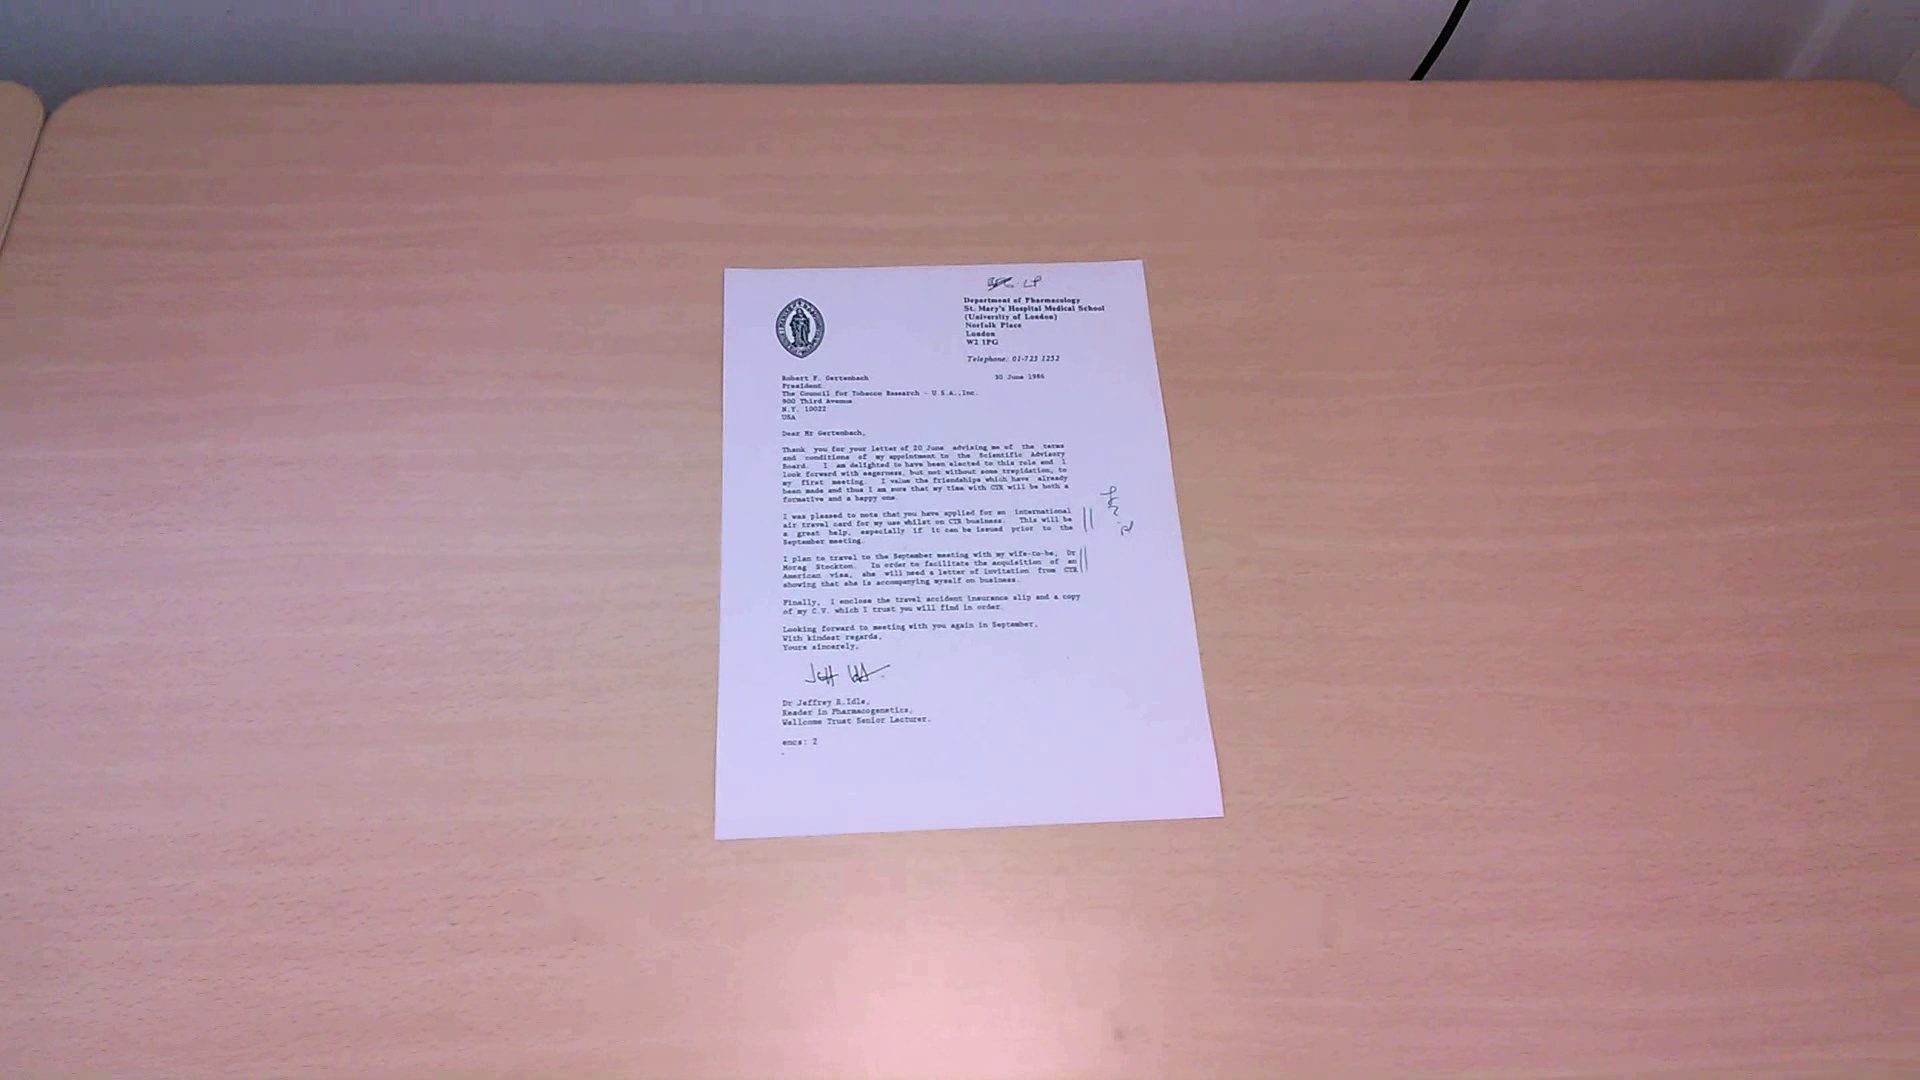 LP
Department of Pharmacology
St. Mary's Hospital Medical School
(University of London)
Norfolk Place
London
W2 1PG
Telephone: 01-723 1252
Robert F. Gertenbach 30 June 1986
President
The Council for Tobacco Research - U.S.A.,Inc.
900 Third Avenue
N.Y. 10022
USA
Dear Mr Gertenbach,
Thank you for your letter of 20 June advising me of the terms
and conditions of my appointment to the Scientific Advisory
Board. I am delighted to have been elected to this role and I
look forward with eagerness, but not without some trepidation, to
my first meeting. I value the friendships which have already
been made and thus I am sure that my time with CTR will be both a
formative and a happy one.
I was pleased to note that you have applied for an international
air travel card for my use whilst on CTR business. This will be
a great help, especially if it can be issued prior to the
September meeting.
I plan to travel to the September meeting with my wife-to-be, Dr
Morag Stockton. In order to facilitate the acquisition of an
American visa, she will need a letter of invitation from CTR
showing that she is accompanying myself on business.
Finally, I enclose the travel accident insurance slip and a copy
of my C.V. which I trust you will find in order.
Looking forward to meeting with you again in September,
With kindest regards,
Yours sincerely,
Dr Jeffrey R.Idle,
Reader in Pharmacogenetics,
Wellcome Trust Senior Lecturer.
encs: 2